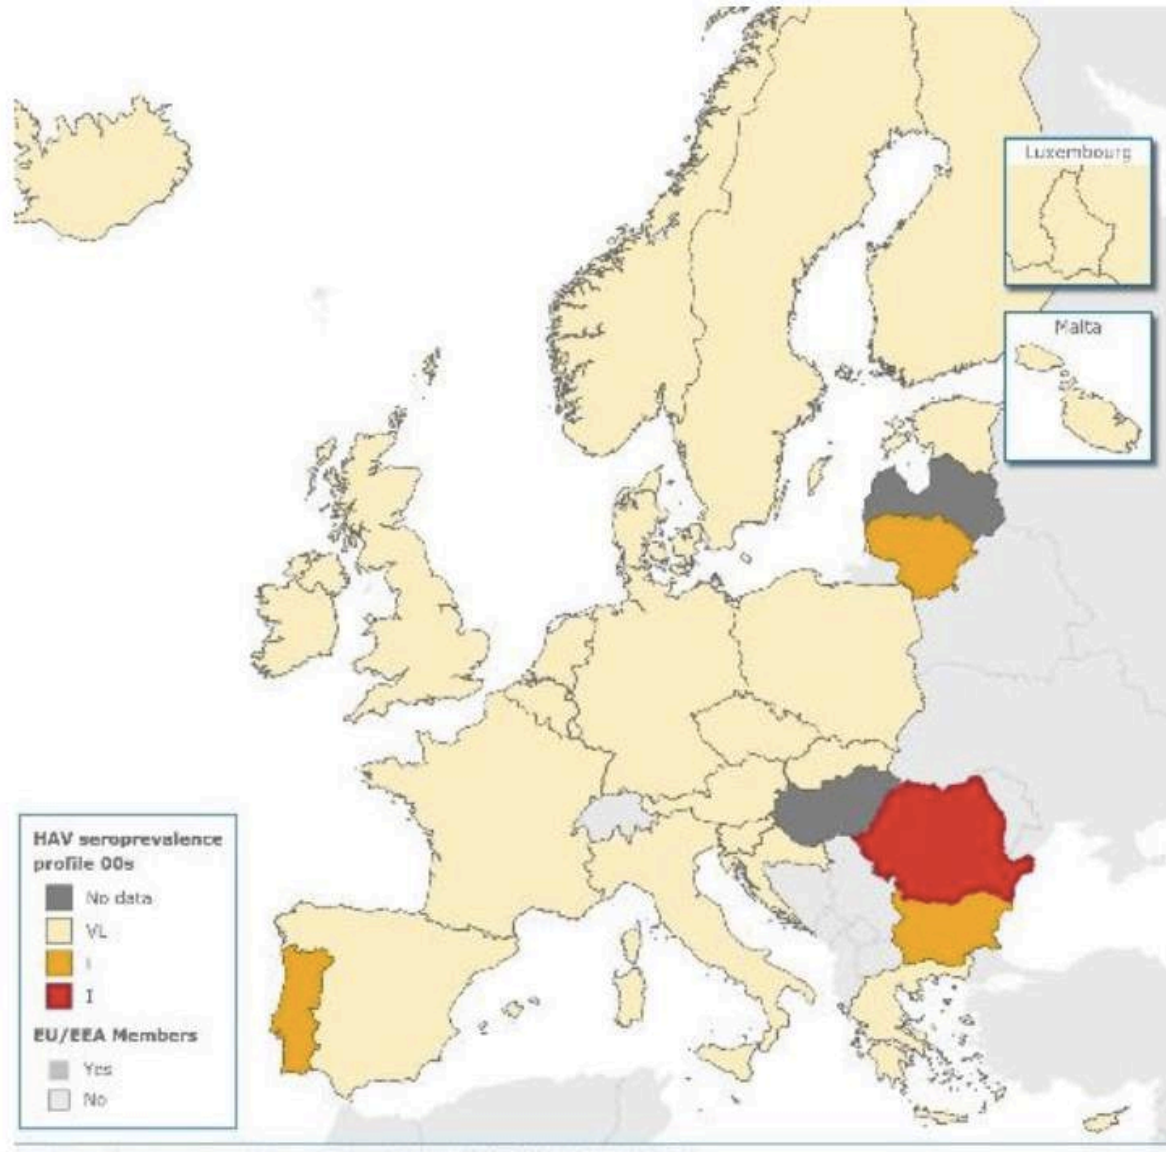 Luxembourg
Malta
HAV seroprevalence
profile 00s
No data
VL
I
EU/EEA Members
Yes
No